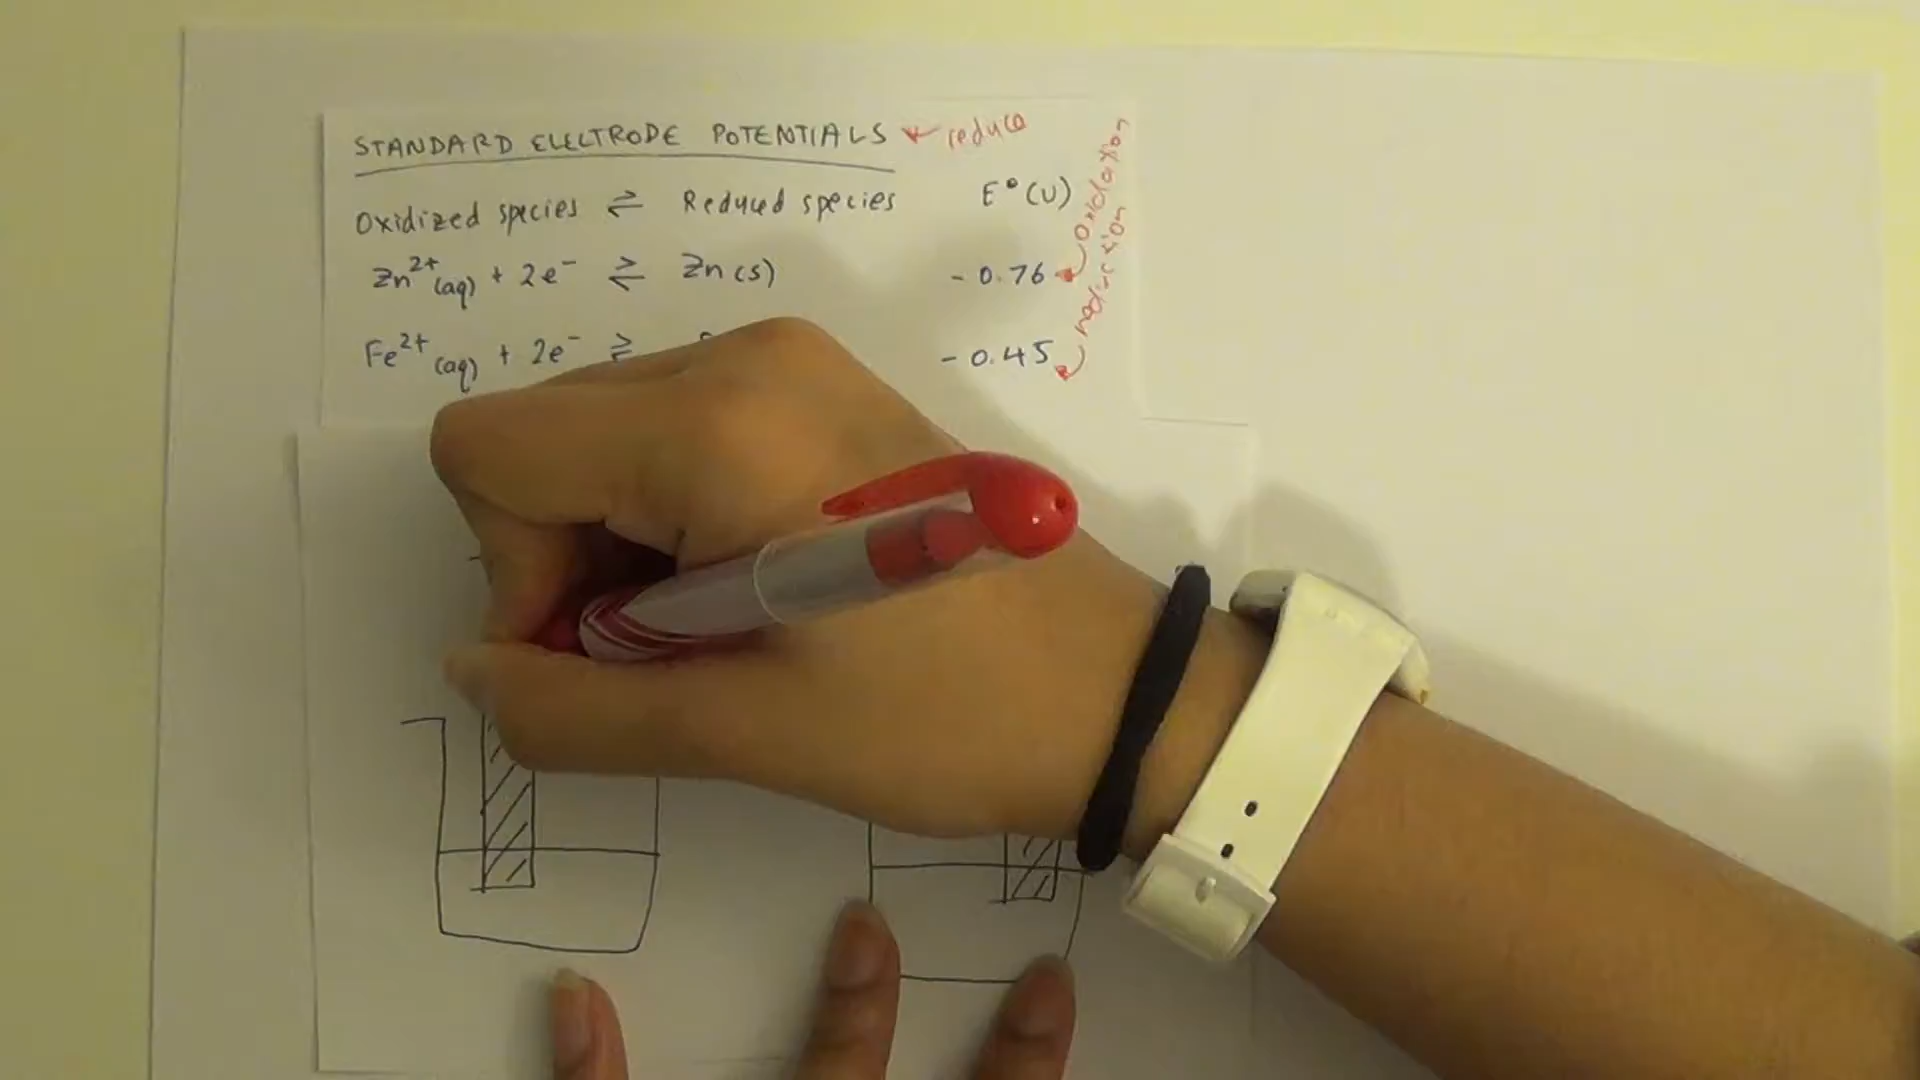 STANDARD ELECTRODE POTENTIALS ← reduce
Oxidized species ⇌ Reduced species E°(V)
Zn²⁺(aq) + 2e⁻ ⇌ Zn(s) - 0.76
Fe²⁺(aq) + 2e⁻ ⇌ - 0.45
oxidation
reduction